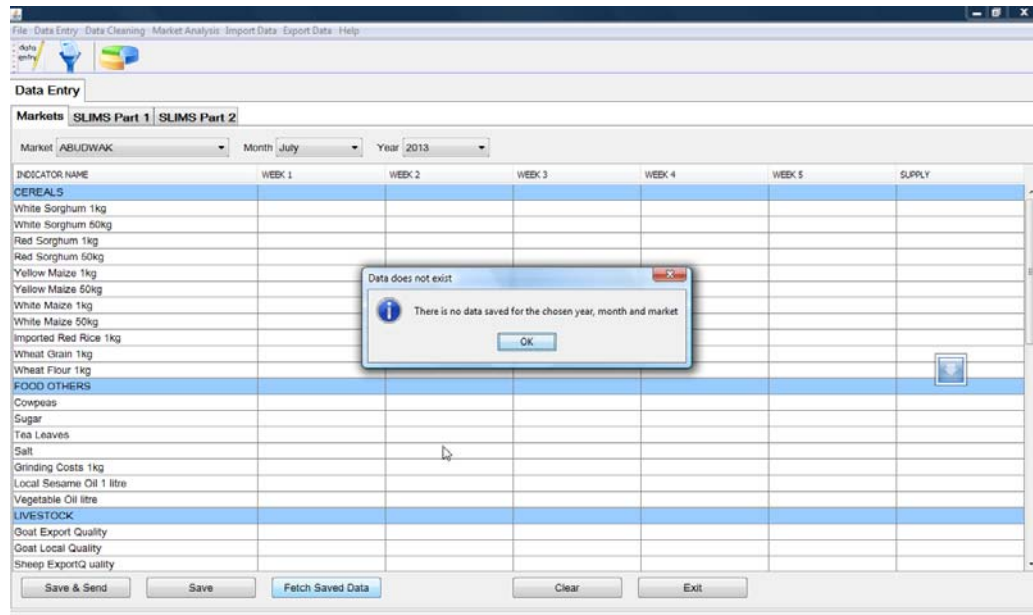 File Data Entry Data Cleaning Market Analysis Import Data Export Data Help
data
entry
Data Entry
Markets SLIMS Part 1 SLIMS Part 2
Market ABUDWAK Month July Year 2013
INDICATOR NAME WEEK 1 WEEK 2 WEEK 3 WEEK 4 WEEK 5 SUPPLY
CEREALS
White Sorghum 1kg
White Sorghum 50kg
Red Sorghum 1kg
Red Sorghum 50kg
Yellow Maize 1kg
Yellow Maize 50kg
White Maize 1kg
White Maize 50kg
Imported Red Rice 1kg
Wheat Grain 1kg
Wheat Flour 1kg
FOOD OTHERS
Cowpeas
Sugar
Tea Leaves
Salt
Grinding Costs 1kg
Local Sesame Oil 1 litre
Vegetable Oil litre
LIVESTOCK
Goat Export Quality
Goat Local Quality
Sheep ExportQ uality
Data does not exist
There is no data saved for the chosen year, month and market
OK
Save & Send Save Fetch Saved Data Clear Exit